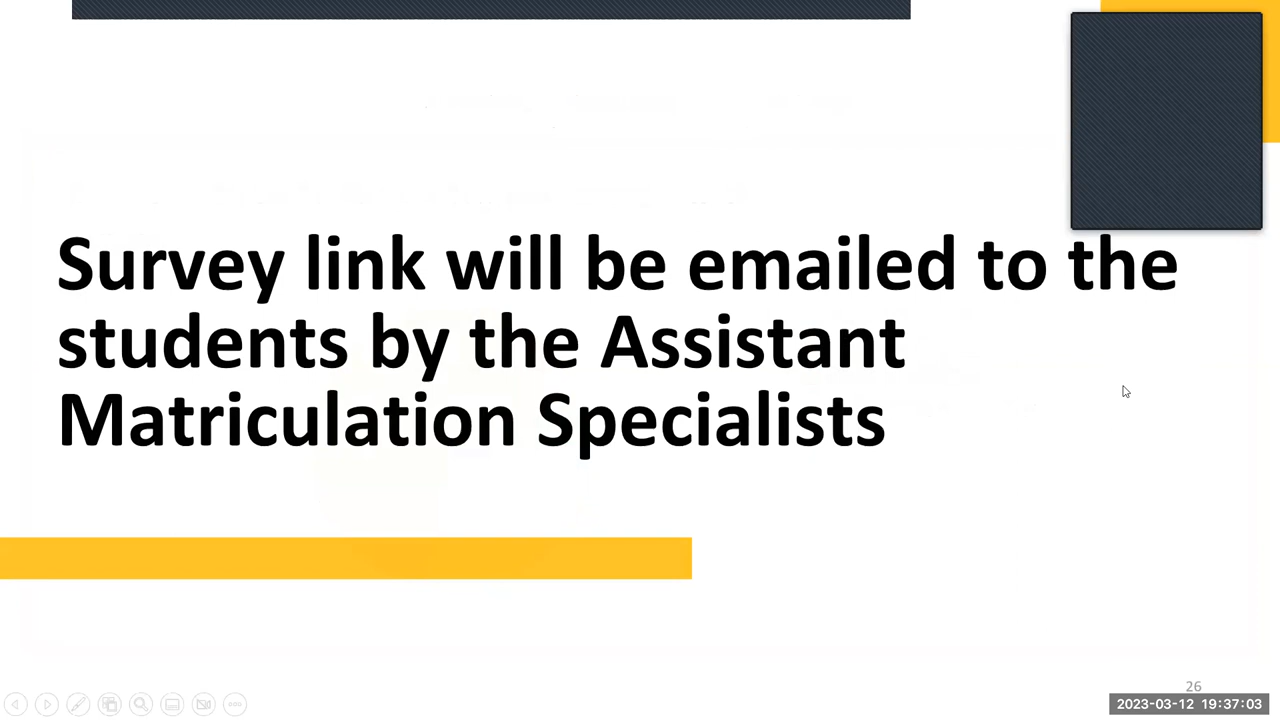 Survey link will be emailed to the
students by the Assistant
Matriculation Specialists
26
2023-03-12 19:37:03